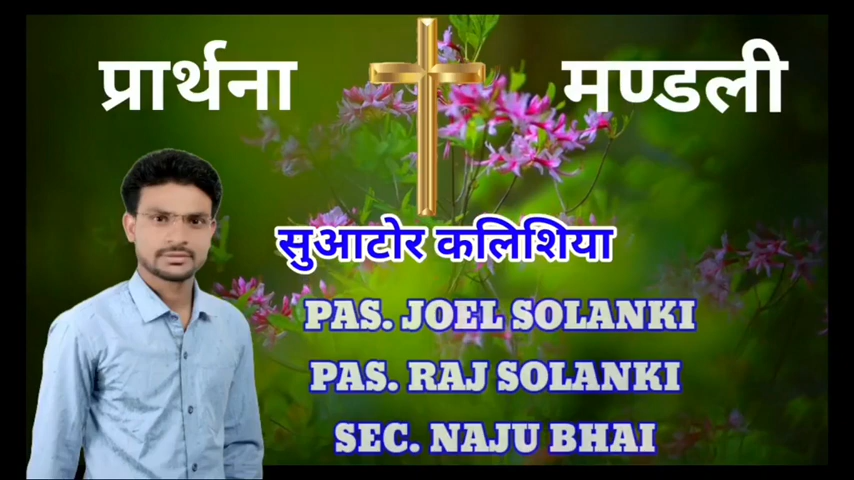 प्रार्थना मण्डली
सुआटोर कलिशिया
PAS. JOEL SOLANKI
PAS. RAJ SOLANKI
SEC. NAJU BHAI